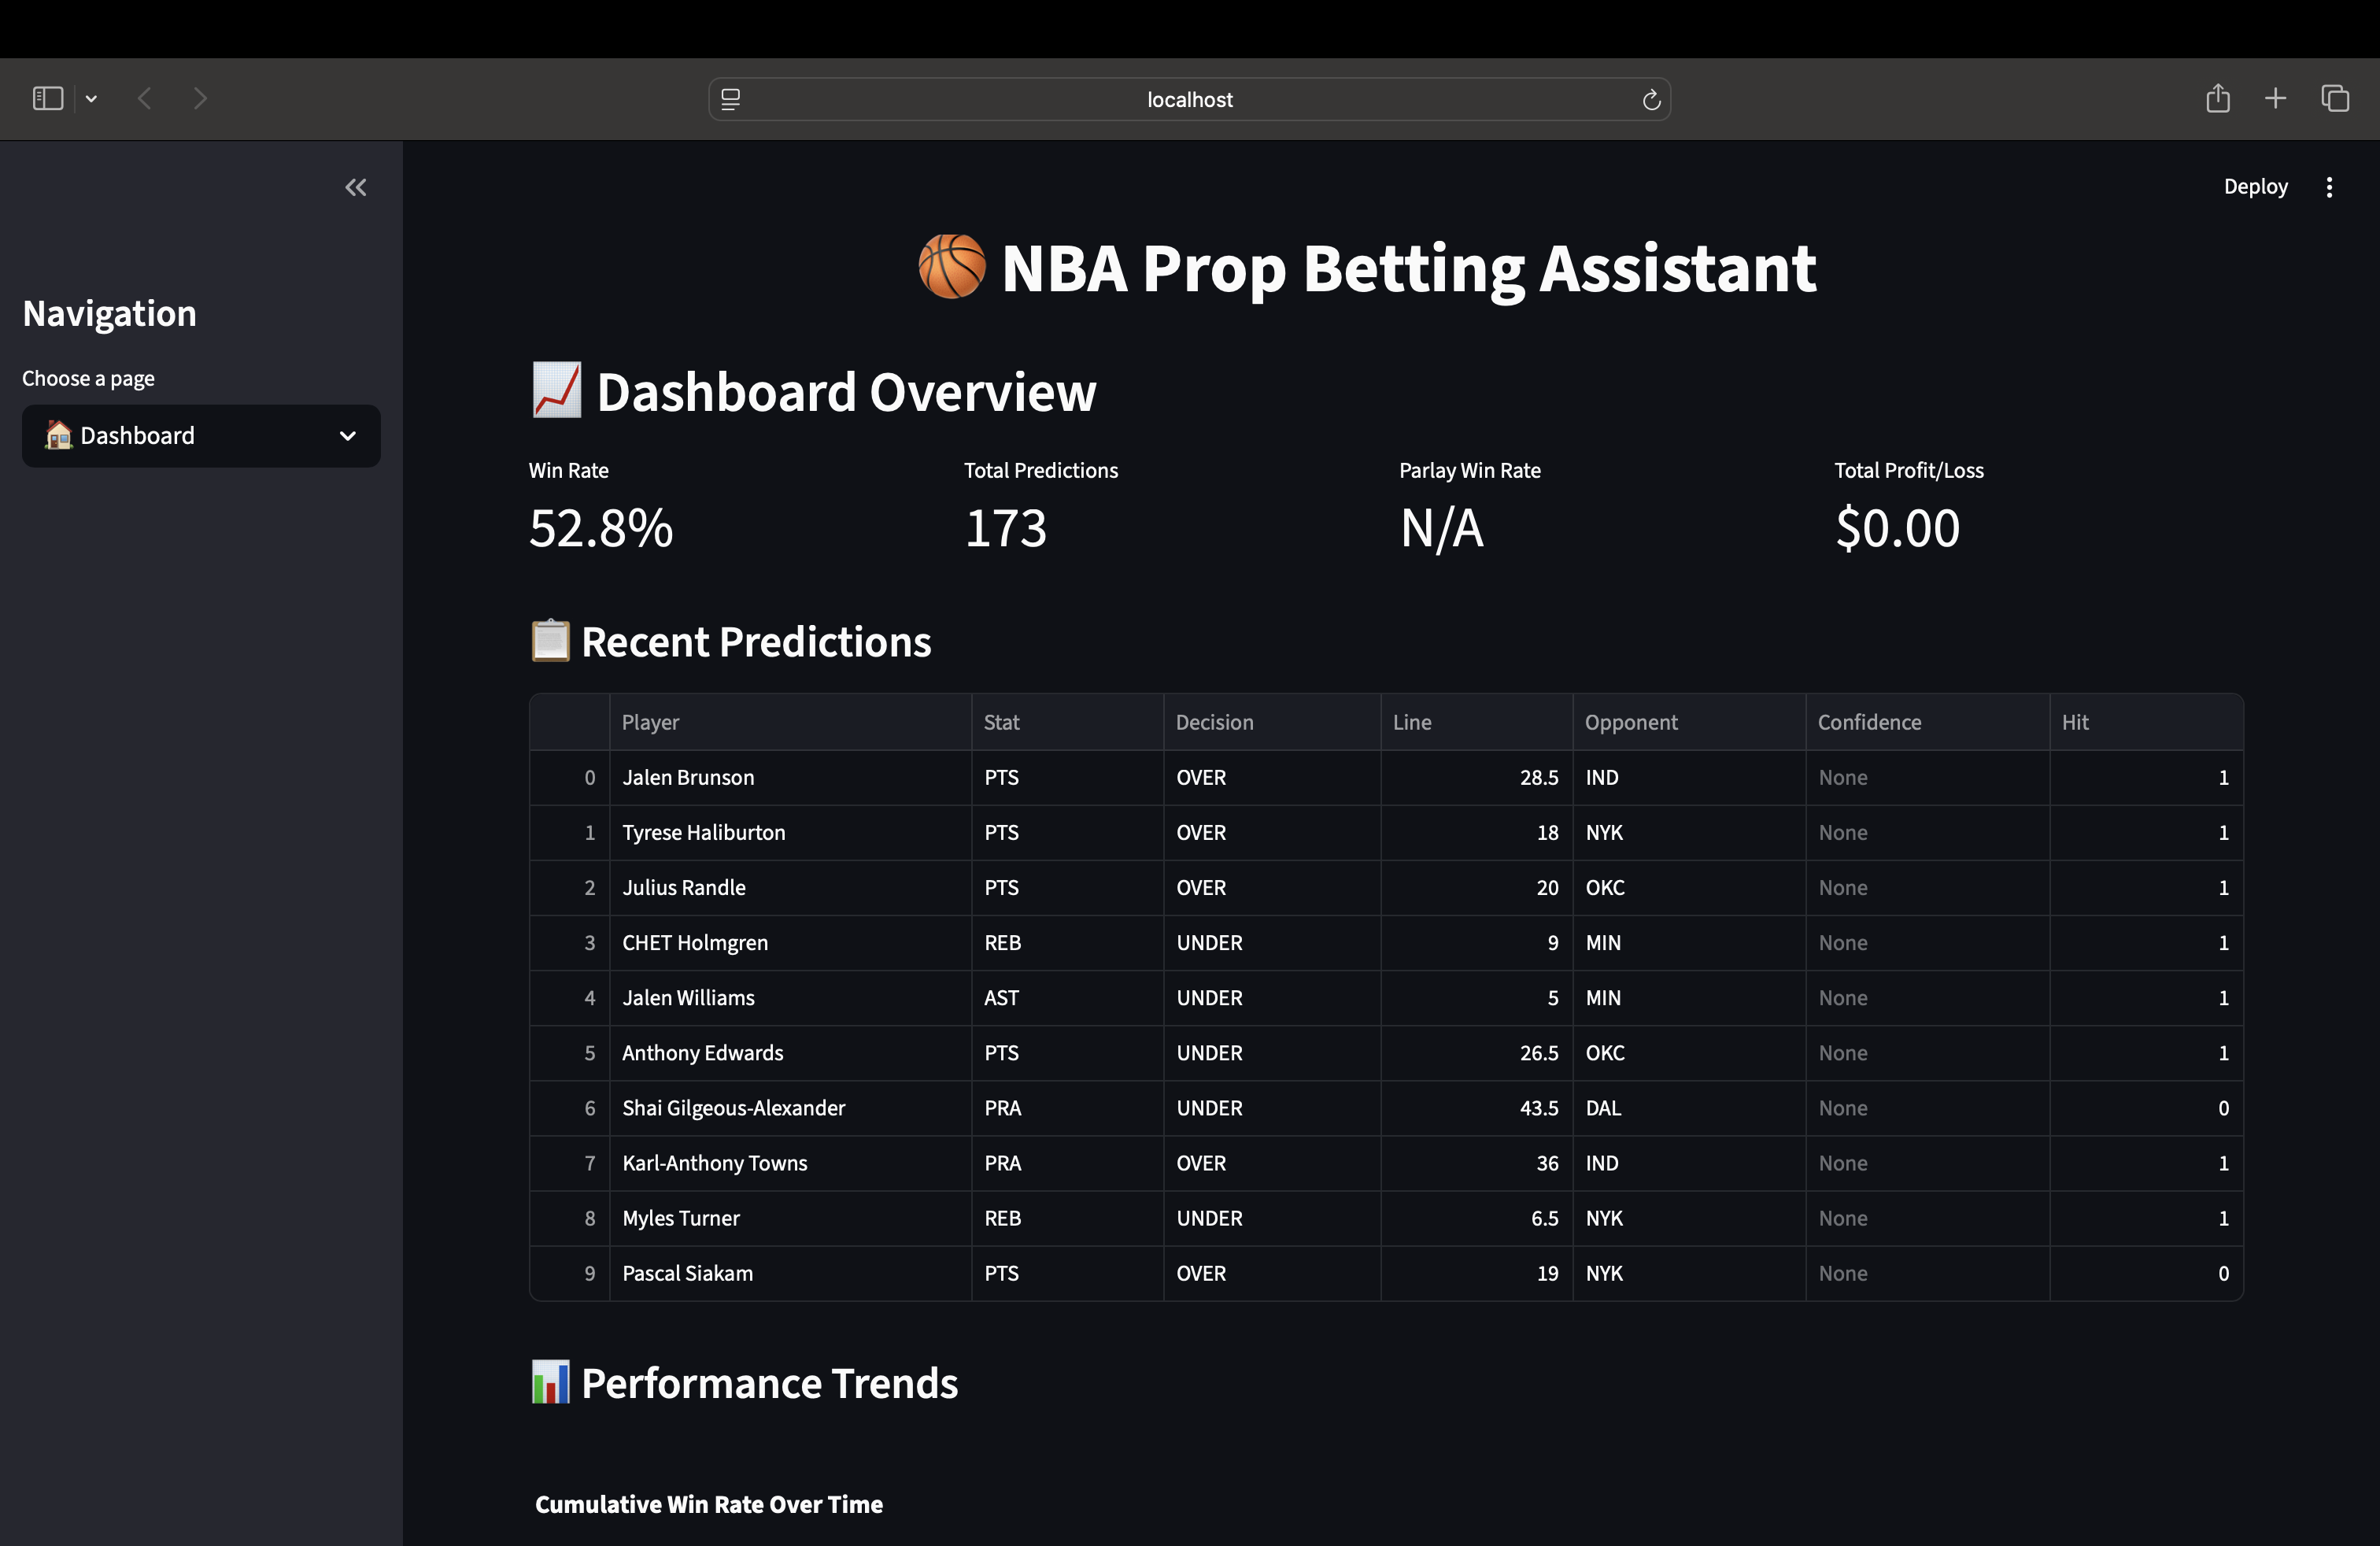 localhost
Deploy
🏀 NBA Prop Betting Assistant
Navigation
Choose a page
🏠 Dashboard
📈 Dashboard Overview
Win Rate Total Predictions Parlay Win Rate Total Profit/Loss
52.8% 173 N/A $0.00
📋 Recent Predictions
Player Stat Decision Line Opponent Confidence Hit
0 Jalen Brunson PTS OVER 28.5 IND None 1
1 Tyrese Haliburton PTS OVER 18 NYK None 1
2 Julius Randle PTS OVER 20 OKC None 1
3 CHET Holmgren REB UNDER 9 MIN None 1
4 Jalen Williams AST UNDER 5 MIN None 1
5 Anthony Edwards PTS UNDER 26.5 OKC None 1
6 Shai Gilgeous-Alexander PRA UNDER 43.5 DAL None 0
7 Karl-Anthony Towns PRA OVER 36 IND None 1
8 Myles Turner REB UNDER 6.5 NYK None 1
9 Pascal Siakam PTS OVER 19 NYK None 0
📊 Performance Trends
Cumulative Win Rate Over Time